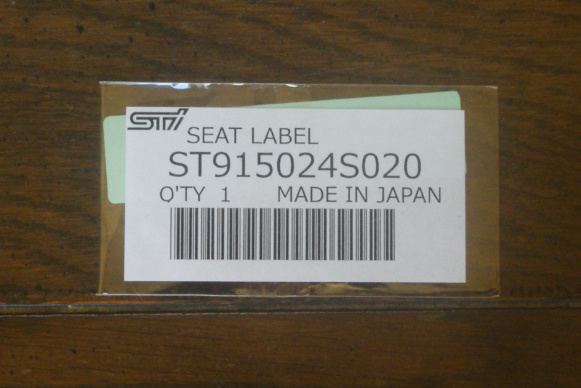 STi
SEAT LABEL
ST915024S020
Q'TY 1 MADE IN JAPAN